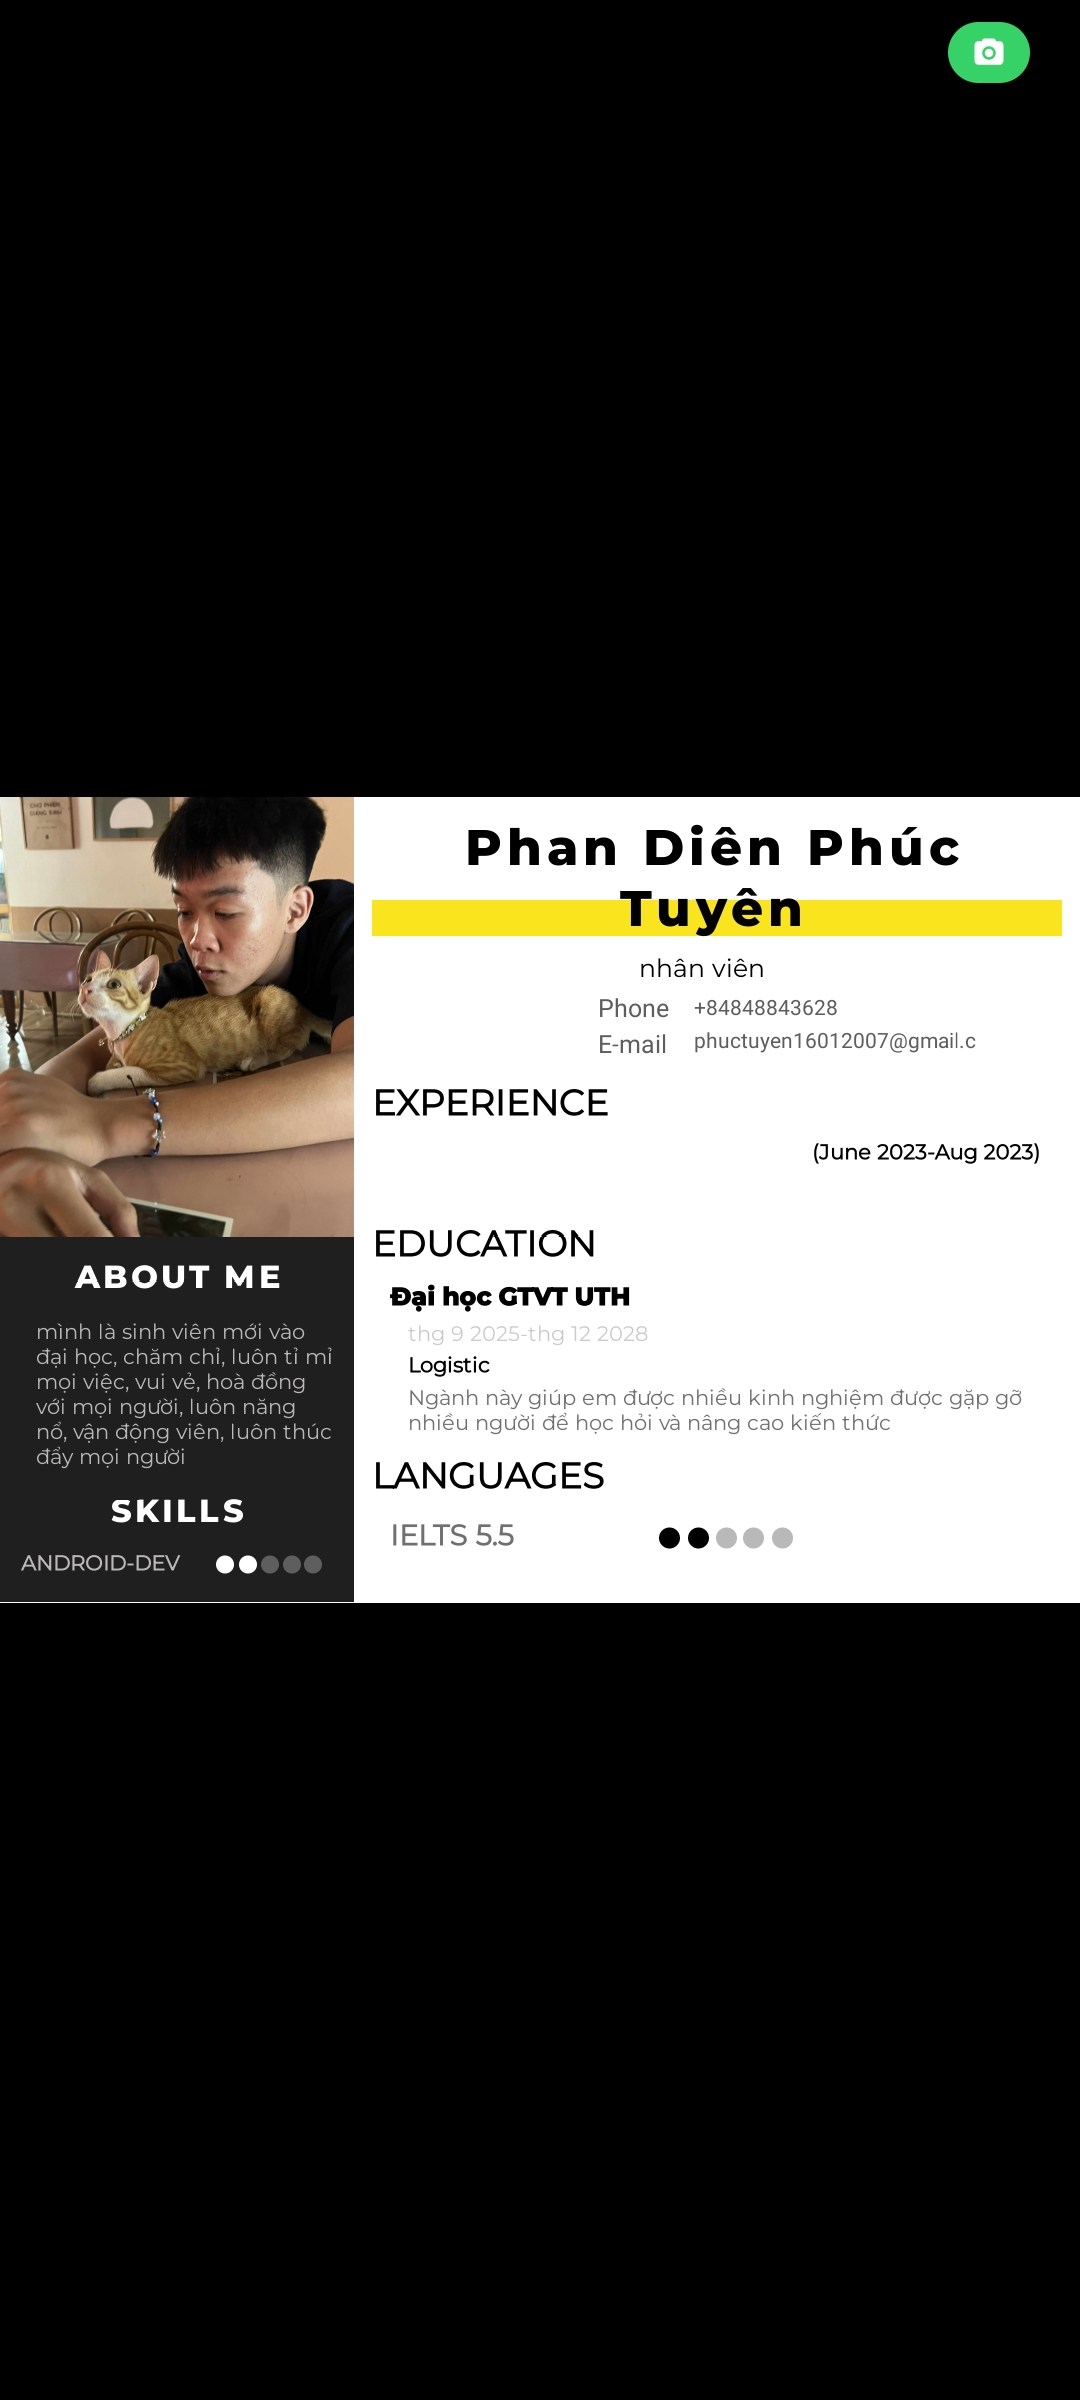 Phan Diên Phúc
Tuyên
nhân viên
Phone +84848843628
E-mail phuctuyen16012007@gmail.c
EXPERIENCE
(June 2023-Aug 2023)
EDUCATION
Đại học GTVT UTH
thg 9 2025-thg 12 2028
Logistic
Ngành này giúp em được nhiều kinh nghiệm được gặp gỡ
nhiều người để học hỏi và nâng cao kiến thức
LANGUAGES
IELTS 5.5
ABOUT ME
mình là sinh viên mới vào
đại học, chăm chỉ, luôn tỉ mỉ
mọi việc, vui vẻ, hoà đồng
với mọi người, luôn năng
nổ, vận động viên, luôn thúc
đẩy mọi người
SKILLS
ANDROID-DEV